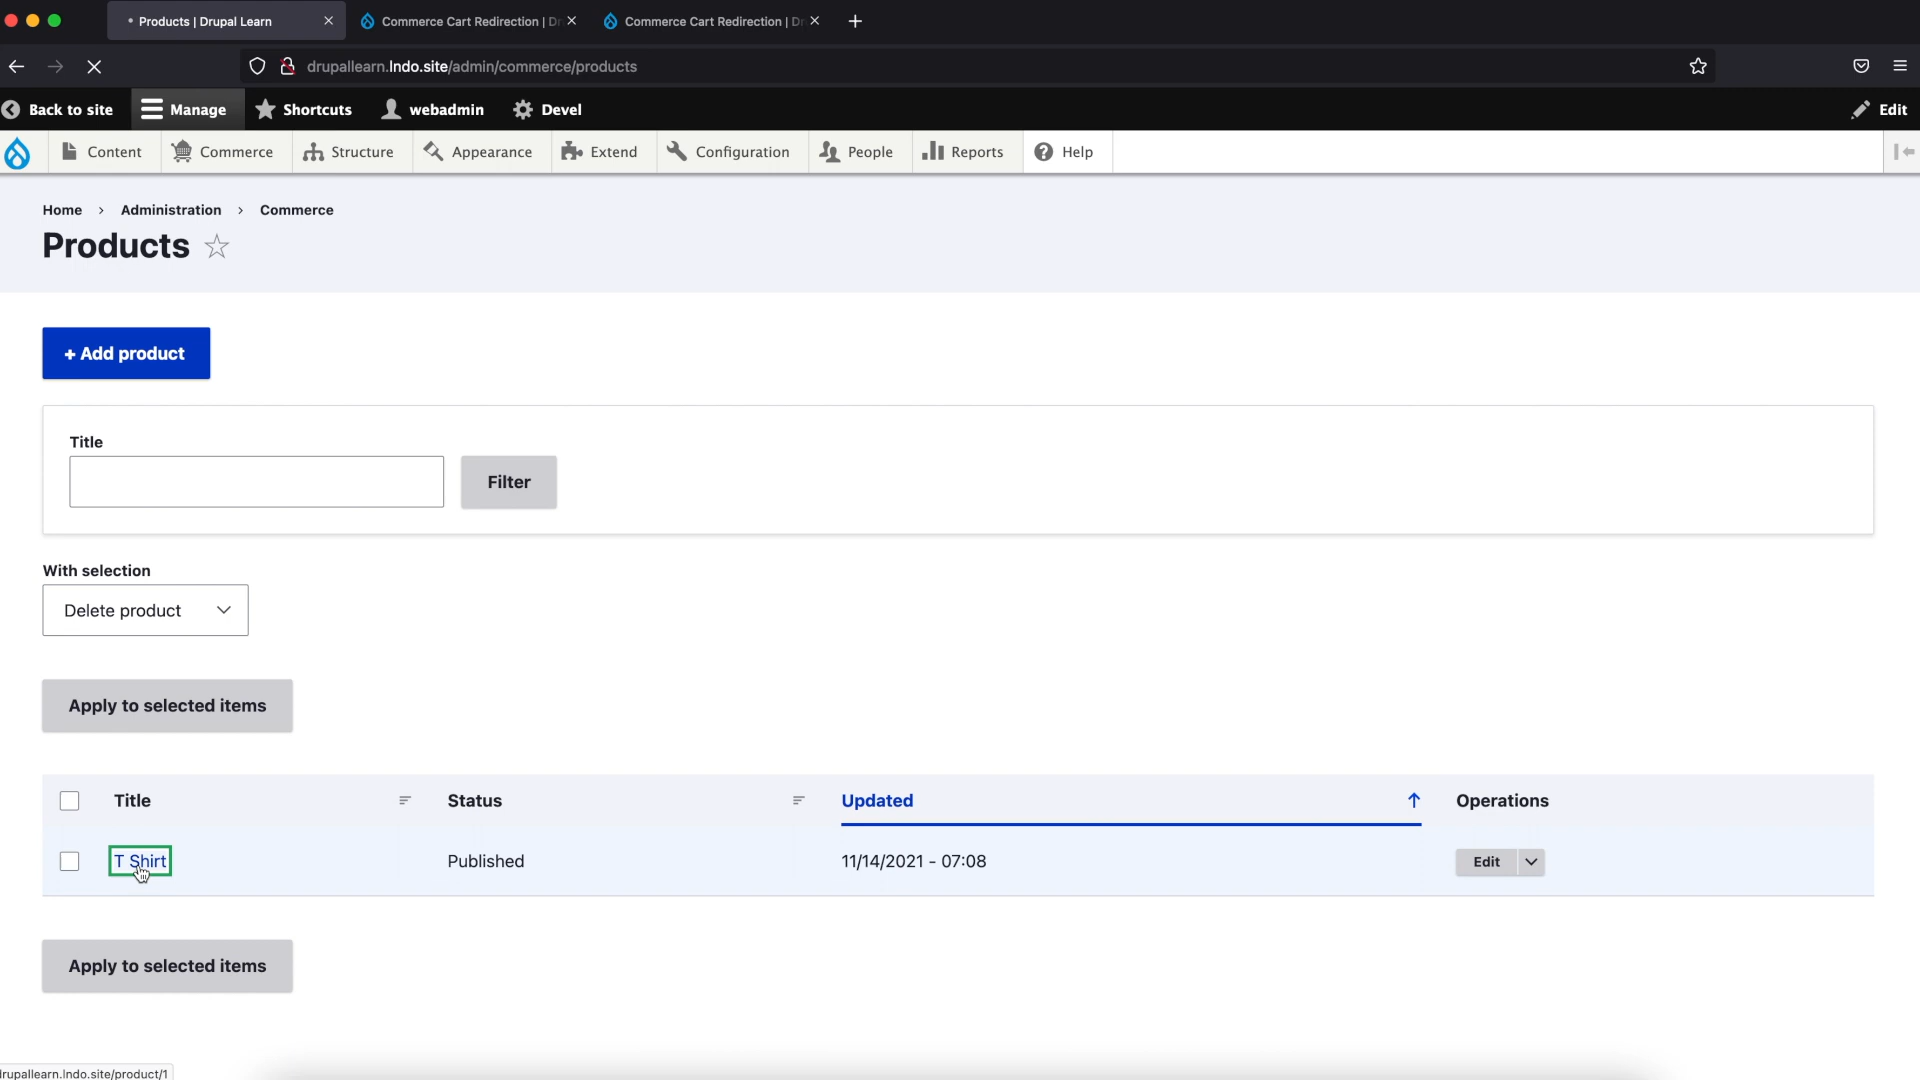 Products | Drupal Learn
Commerce Cart Redirection | Dr
Commerce Cart Redirection | Dr
drupallearn.lndo.site/admin/commerce/products
Back to site
Manage
Shortcuts
webadmin
Devel
Edit
Content
Commerce
Structure
Appearance
Extend
Configuration
People
Reports
Help
Home › Administration › Commerce
Products
+ Add product
Title
Filter
With selection
Delete product
Apply to selected items
Title Status Updated Operations
T Shirt Published 11/14/2021 - 07:08 Edit
Apply to selected items
drupallearn.lndo.site/product/1